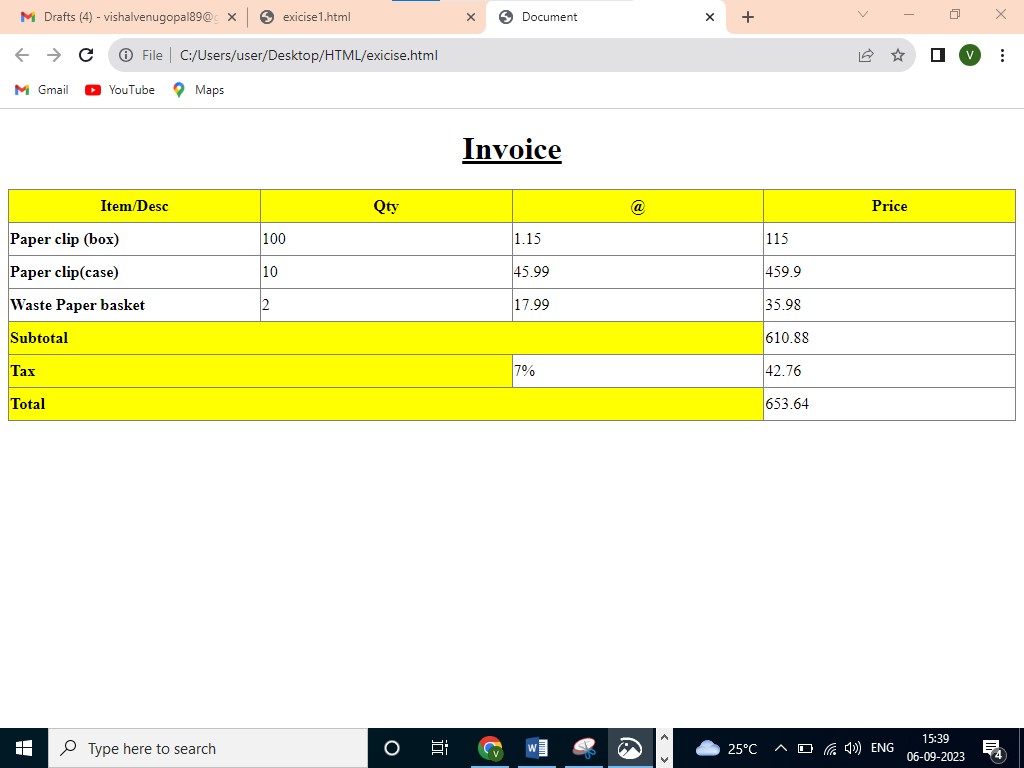 Drafts (4) - vishalvenugopal89@g
exicise1.html
Document
File
C:/Users/user/Desktop/HTML/exicise.html
V
Gmail
YouTube
Maps
Invoice
Item/Desc Qty @ Price
Paper clip (box) 100 1.15 115
Paper clip(case) 10 45.99 459.9
Waste Paper basket 2 17.99 35.98
Subtotal 610.88
Tax 7% 42.76
Total 653.64
Type here to search
V
W
25°C
ENG
15:39
06-09-2023
4